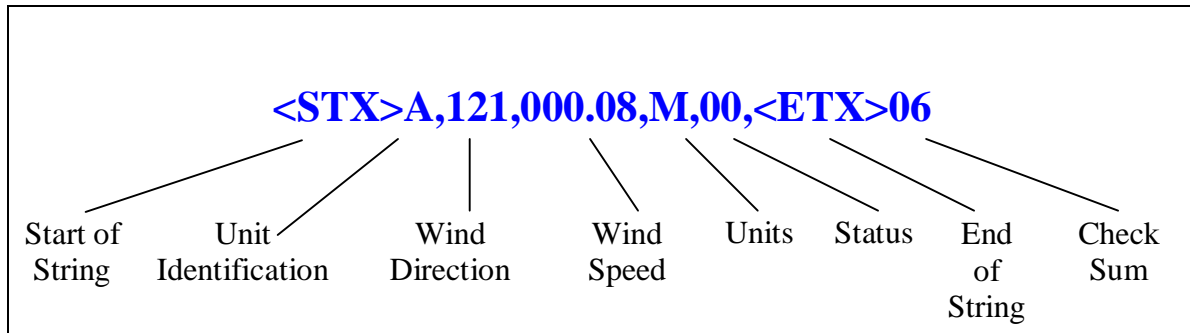 <STX>A,121,000.08,M,00,<ETX>06
Start of
String
Unit
Identification
Wind
Direction
Wind
Speed
Units
Status
End
of
String
Check
Sum